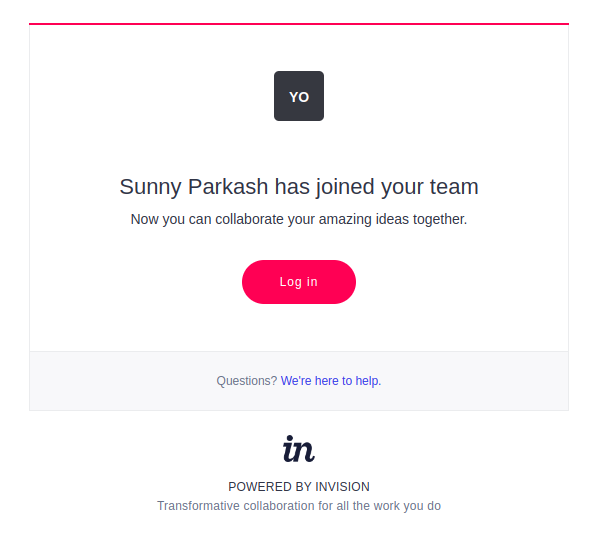 YO
Sunny Parkash has joined your team
Now you can collaborate your amazing ideas together.
Log in
Questions? We're here to help.
in
POWERED BY INVISION
Transformative collaboration for all the work you do